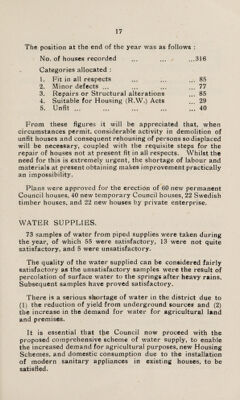 17
The position at the end of the year was as follows :
No. of houses recorded ... ... ...316
Categories allocated :
1. Fit in all respects ... ... 85
2. Minor defects ... ... ... 77
3. Repairs or Structural alterations ... 85
4. Suitable for Housing (R.W.) Acts ... 29
5. Unfit ... ... ... ... 40
From these figures it will be appreciated that, when
circumstances permit, considerable activity in demolition of
unfit houses and consequent rehousing of persons so displaced
will be necessary, coupled with the requisite steps for the
repair of houses not at present fit in all respects. Whilst the
need for this is extremely urgent, the shortage of labour and
materials at present obtaining makes improvement practically
an impossibility.
Plans were approved for the erection of 60 new permanent
Council houses, 40 new temporary Council houses, 22 Swedish
timber houses, and 22 new houses by private enterprise.
WATER SUPPLIES.
73 samples of water from piped supplies were taken during
the year, of which 55 were satisfactory, 13 were not quite
satisfactory, and 5 were unsatisfactory.
The quality of the water supplied can be considered fairly
satisfactory as the unsatisfactory samples were the result of
percolation of surface water to the springs after heavy rains.
Subsequent samples have proved satisfactory.
There is a serious shortage of water in the district due to
(1) the reduction of yield from underground sources and (2)
the increase in the demand for water for agricultural land
and premises.
It is essential that the Council now proceed with the
proposed comprehensive scheme of water supply, to enable
the increased demand for agricultural purposes, new Housing
Schemes, and domestic consumption due to the installation
of modern sanitary appliances in existing houses, to be
satisfied.